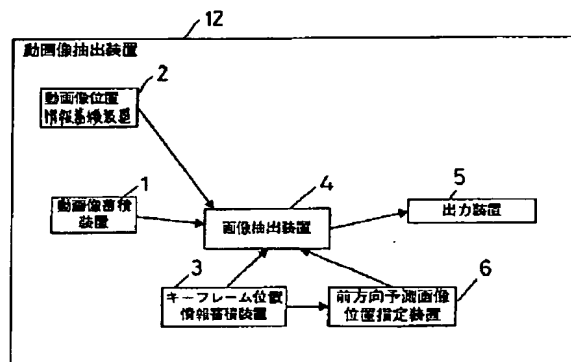 12
動画像抽出装置
2
動画像位置
情報蓄積装置
1
動画像蓄積
装置
4
画像抽出装置
5
出力装置
3
キーフレーム位置
情報蓄積装置
6
前方向予測画像
位置指定装置